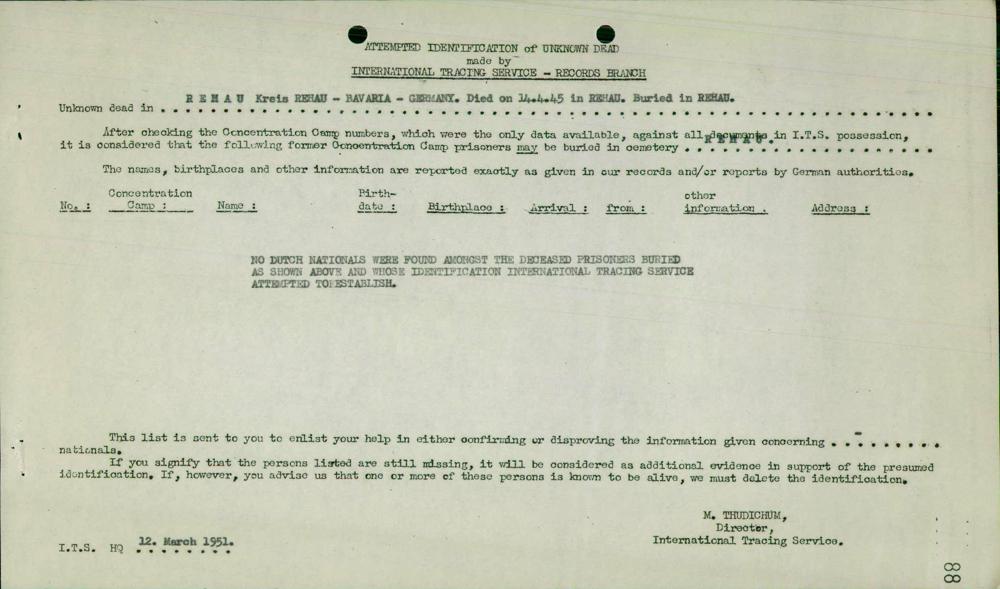 ATTEMPTED IDENTIFICATION of UNKNOWN DEAD
made by
INTERNATIONAL TRACING SERVICE - RECORDS BRANCH
Unknown dead in R E H A U Kreis REHAU - BAVARIA - GERMANY. Died on 14.4.45 in REHAU. Buried in REHAU.
After checking the Concentration Camp numbers, which were the only data available, against all documents in I.T.S. possession,
it is considered that the following former Concentration Camp prisoners may be buried in cemetery R E H A U.
The names, birthplaces and other information are reported exactly as given in our records and/or reports by German authorities.
Concentration Birth- other
No. : Camp : Name : date : Birthplace : Arrival : from : information . Address :
NO DUTCH NATIONALS WERE FOUND AMONGST THE DECEASED PRISONERS BURIED
AS SHOWN ABOVE AND WHOSE IDENTIFICATION INTERNATIONAL TRACING SERVICE
ATTEMPTED TO ESTABLISH.
This list is sent to you to enlist your help in either confirming or disproving the information given concerning - . . . . . . . .
nationals.
If you signify that the persons listed are still missing, it will be considered as additional evidence in support of the presumed
identification. If, however, you advise us that one or more of these persons is known to be alive, we must delete the identification.
M. THUDICHUM,
Director,
International Tracing Service.
I.T.S. HQ 12. March 1951.
88